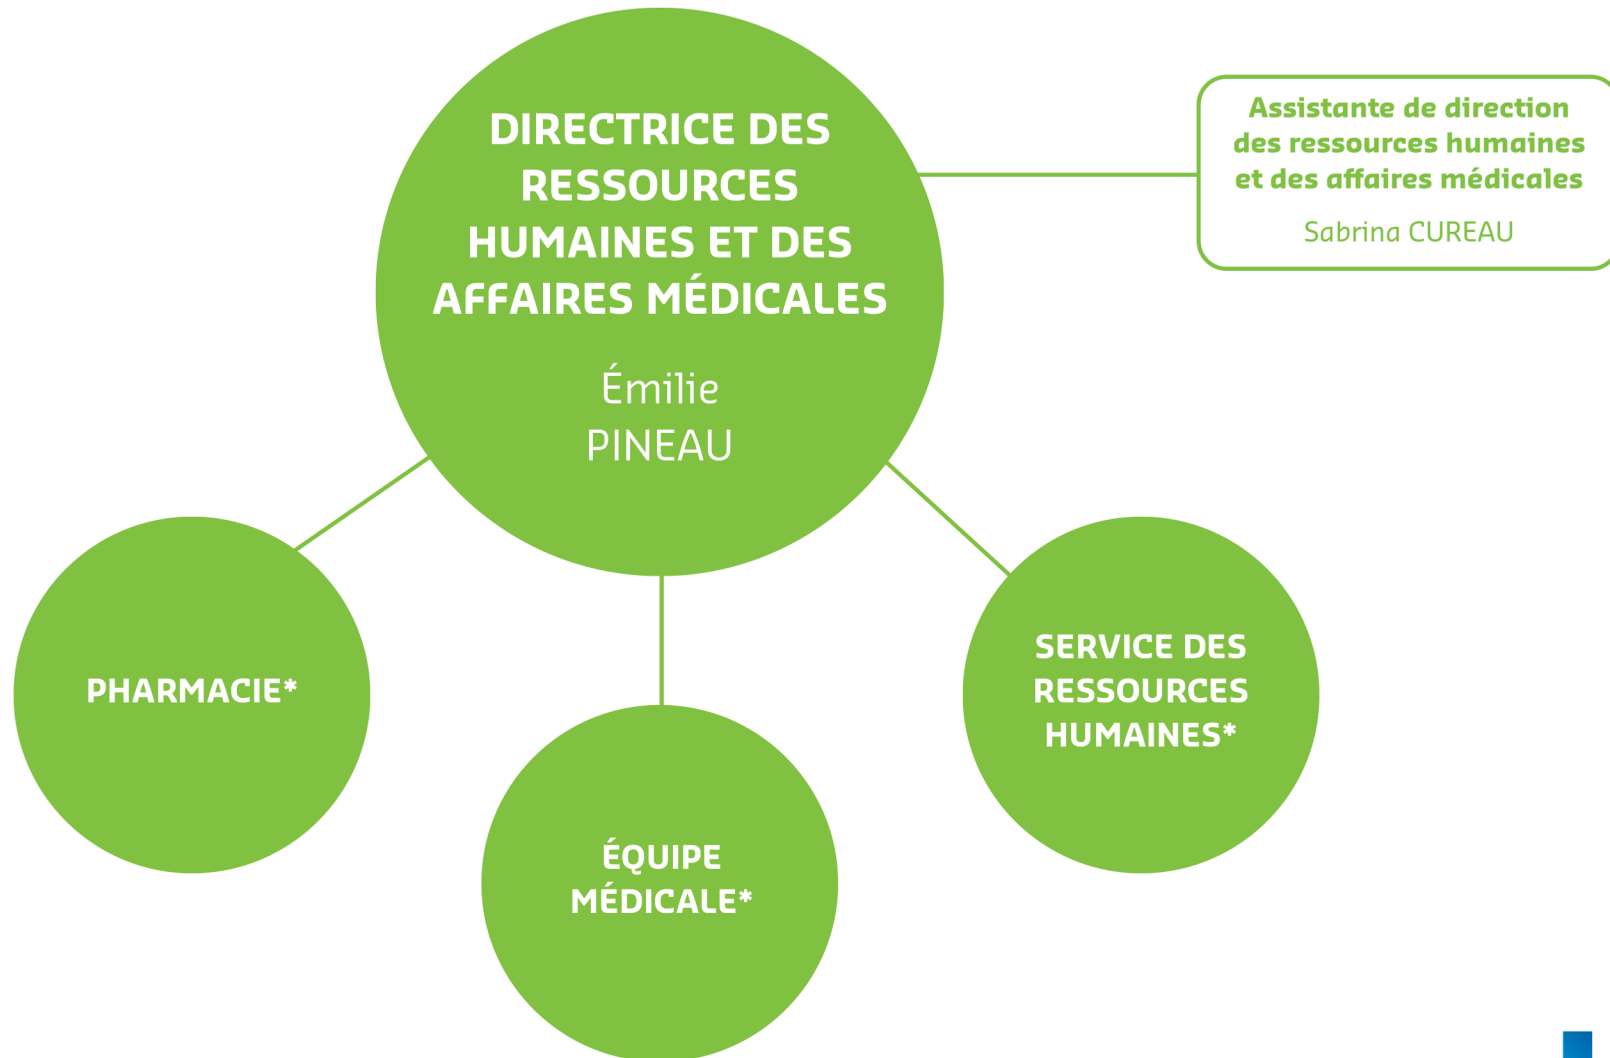 DIRECTRICE DES
RESSOURCES
HUMAINES ET DES
AFFAIRES MÉDICALES
Émilie
PINEAU
Assistante de direction
des ressources humaines
et des affaires médicales
Sabrina CUREAU
PHARMACIE*
ÉQUIPE
MÉDICALE*
SERVICE DES
RESSOURCES
HUMAINES*